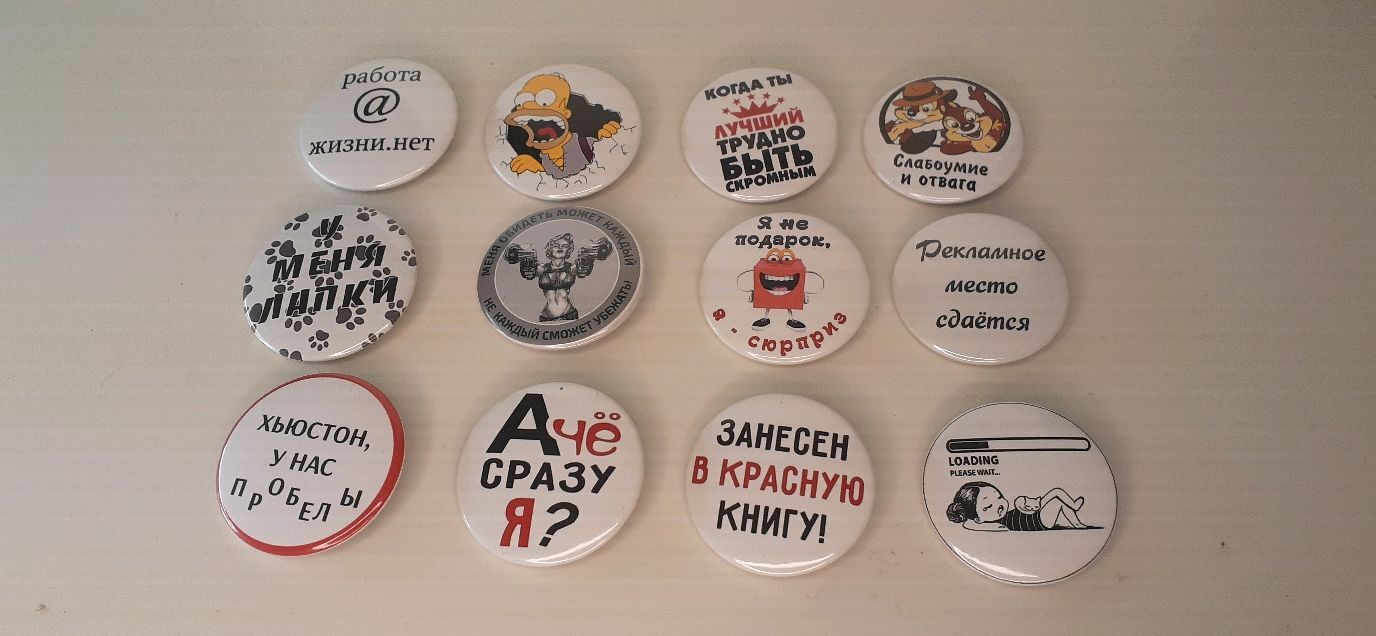 работа
@
жизни.нет
КОГДА ТЫ
ЛУЧШИЙ
ТРУДНО
БЫТЬ
СКРОМНЫМ
Слабоумие
и отвага
У
МЕНЯ
ЛАПКИ
МЕНЯ ОБИДЕТЬ МОЖЕТ КАЖДЫЙ
НЕ КАЖДЫЙ СМОЖЕТ УБЕЖАТЬ!
Я не
подарок,
я - сюрприз
Рекламное
место
сдаётся
ХЬЮСТОН,
У НАС
ПРОБЕЛ Ы
А чё
СРАЗУ
Я?
ЗАНЕСЕН
В КРАСНУЮ
КНИГУ!
LOADING
PLEASE WAIT...